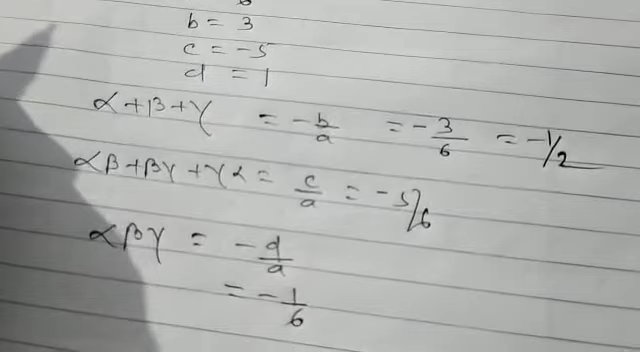 b = 3
c = -5
d = 1
α+β+γ = -b/a = -3/6 = -1/2
αβ+βγ+γα = c/a = -5/6
αβγ = -d/a
= -1/6